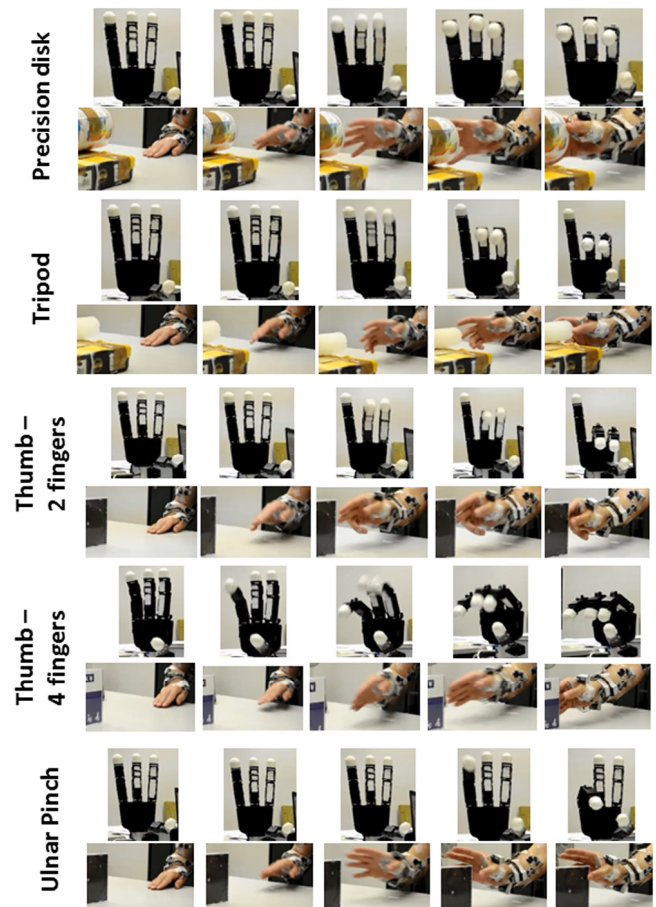 Precision disk
Tripod
Thumb –
2 fingers
Thumb –
4 fingers
Ulnar Pinch